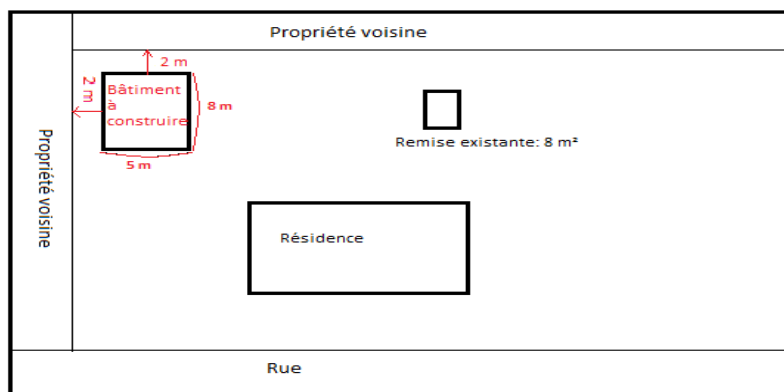 Propriété voisine
2 m
2 m
Bâtiment
à
construire
8 m
5 m
Remise existante: 8 m²
Propriété voisine
Résidence
Rue